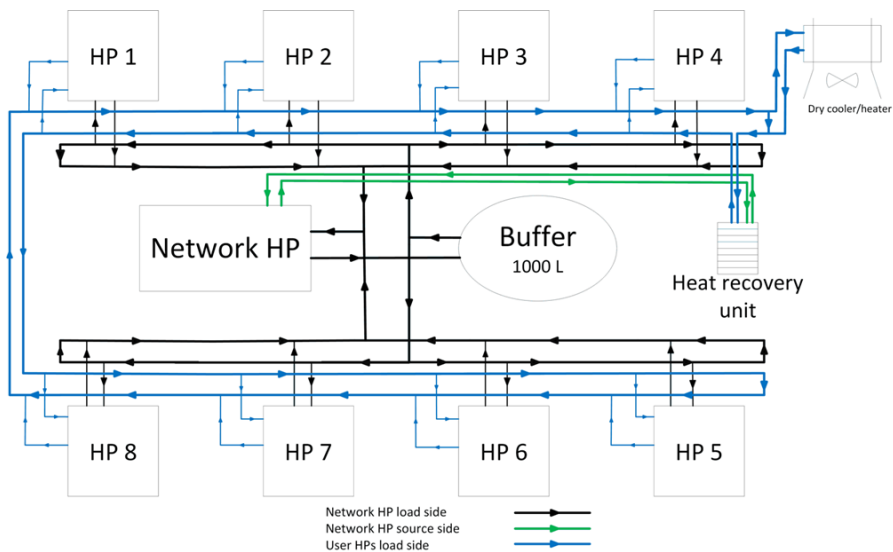 HP 1
HP 2
HP 3
HP 4
Dry cooler/heater
Network HP
Buffer
1000 L
Heat recovery
unit
HP 8
HP 7
HP 6
HP 5
Network HP load side
Network HP source side
User HPs load side